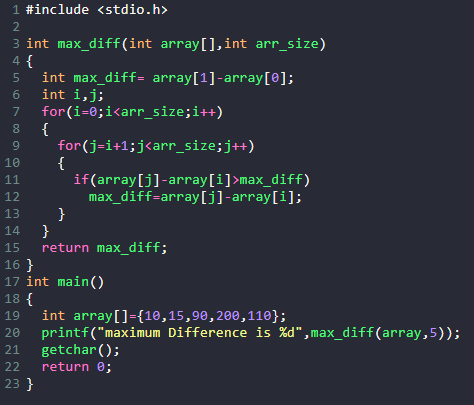 1 #include <stdio.h>
2
3 int max_diff(int array[],int arr_size)
4 {
5   int max_diff= array[1]-array[0];
6   int i,j;
7   for(i=0;i<arr_size;i++)
8   {
9     for(j=i+1;j<arr_size;j++)
10     {
11       if(array[j]-array[i]>max_diff)
12         max_diff=array[j]-array[i];
13     }
14   }
15   return max_diff;
16 }
17 int main()
18 {
19   int array[]={10,15,90,200,110};
20   printf("maximum Difference is %d",max_diff(array,5));
21   getchar();
22   return 0;
23 }